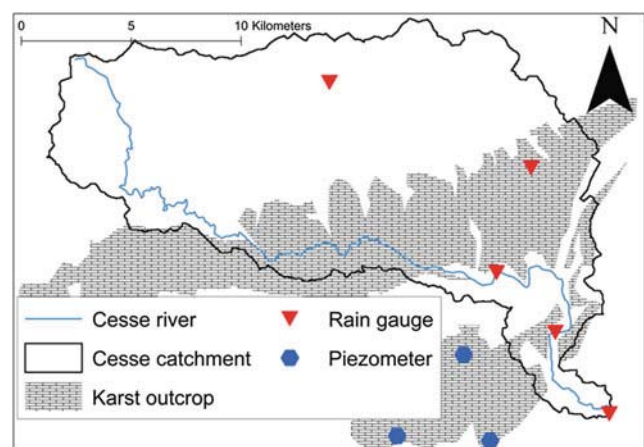 0 5 10 Kilometers
N
Cesse river Rain gauge
Cesse catchment Piezometer
Karst outcrop